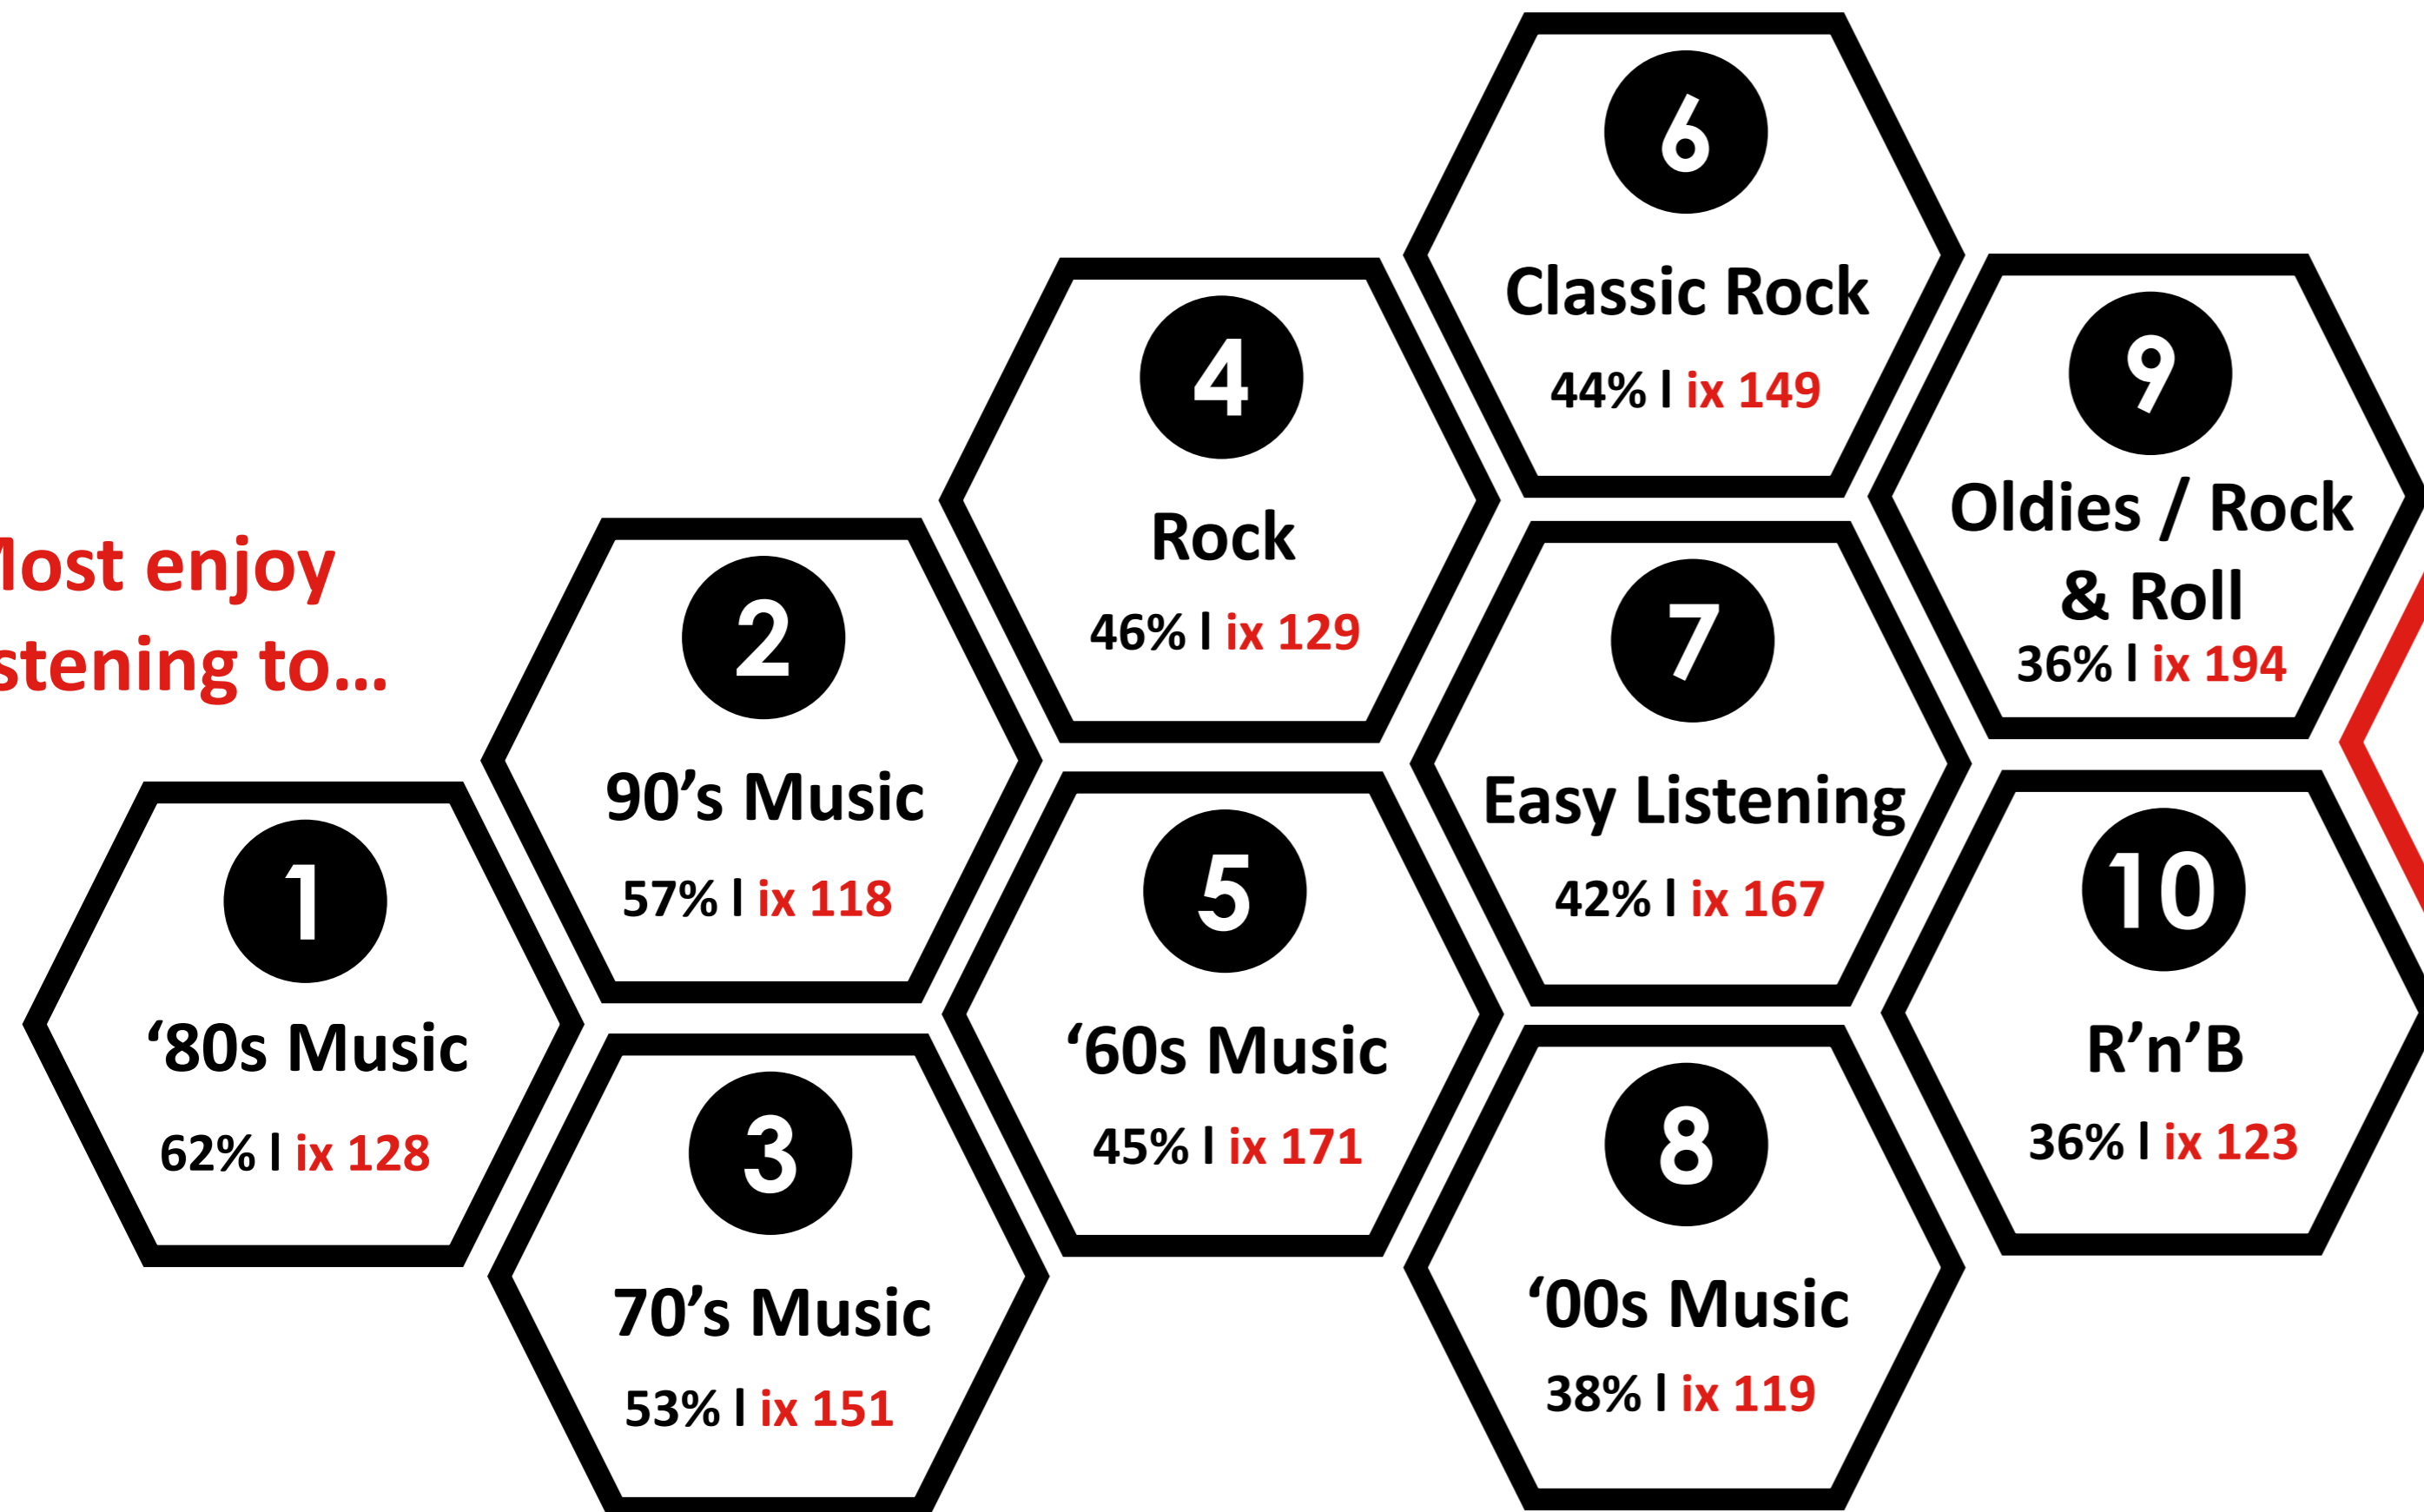 ost enjoy
stening to...
1
‘80s Music
62% l ix 128
2
90’s Music
57% l ix 118
3
70’s Music
53% l ix 151
4
Rock
46% l ix 129
5
‘60s Music
45% l ix 171
6
Classic Rock
44% l ix 149
7
Easy Listening
42% l ix 167
8
‘00s Music
38% l ix 119
9
Oldies / Rock
& Roll
36% l ix 194
10
R’n’B
36% l ix 123